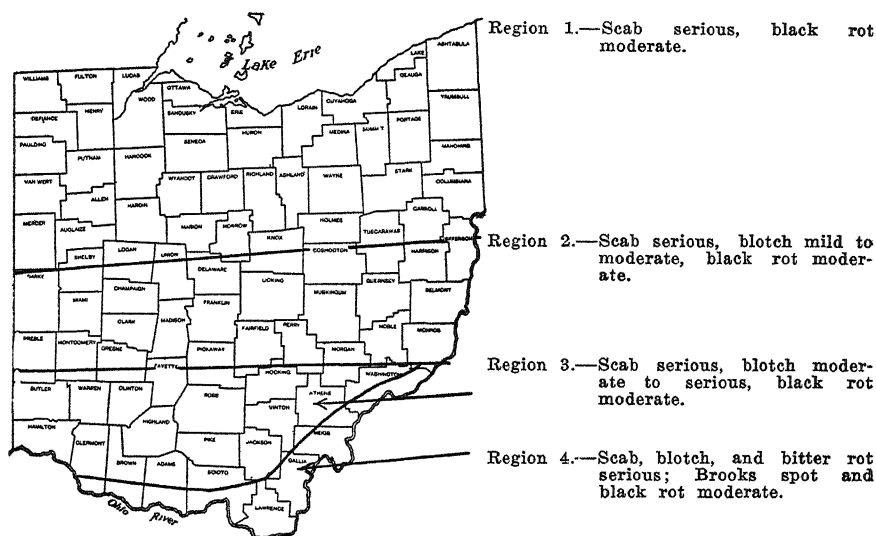 Lake Erie
ASHTABULA
LAKE
GEAUGA
WILLIAMS
FULTON
LUCAS
OTTAWA
CUYAHOGA
TRUMBULL
WOOD
SANDUSKY
ERIE
LORAIN
DEFIANCE
HENRY
MEDINA
SUMMIT
PORTAGE
PAULDING
SENECA
HURON
MAHONING
PUTNAM
HANCOCK
VAN WERT
WYANDOT
CRAWFORD
RICHLAND
ASHLAND
WAYNE
STARK
COLUMBIANA
ALLEN
HARDIN
MERCER
AUGLAIZE
MARION
MORROW
HOLMES
CARROLL
TUSCARAWAS
KNOX
JEFFERSON
LOGAN
UNION
COSHOCTON
HARRISON
SHELBY
DELAWARE
DARKE
LICKING
GUERNSEY
CHAMPAIGN
MUSKINGUM
BELMONT
MIAMI
FRANKLIN
CLARK
MADISON
NOBLE
MONROE
FAIRFIELD
PERRY
PREBLE
MONTGOMERY
GREENE
PICKAWAY
MORGAN
FAYETTE
HOCKING
WASHINGTON
BUTLER
WARREN
CLINTON
ROSS
ATHENS
VINTON
HAMILTON
HIGHLAND
MEIGS
CLERMONT
PIKE
JACKSON
BROWN
ADAMS
SCIOTO
GALLIA
LAWRENCE
Ohio River
Region 1.—Scab serious, black rot
moderate.
Region 2.—Scab serious, blotch mild to
moderate, black rot moder-
ate.
Region 3.—Scab serious, blotch moder-
ate to serious, black rot
moderate.
Region 4.—Scab, blotch, and bitter rot
serious; Brooks spot and
black rot moderate.